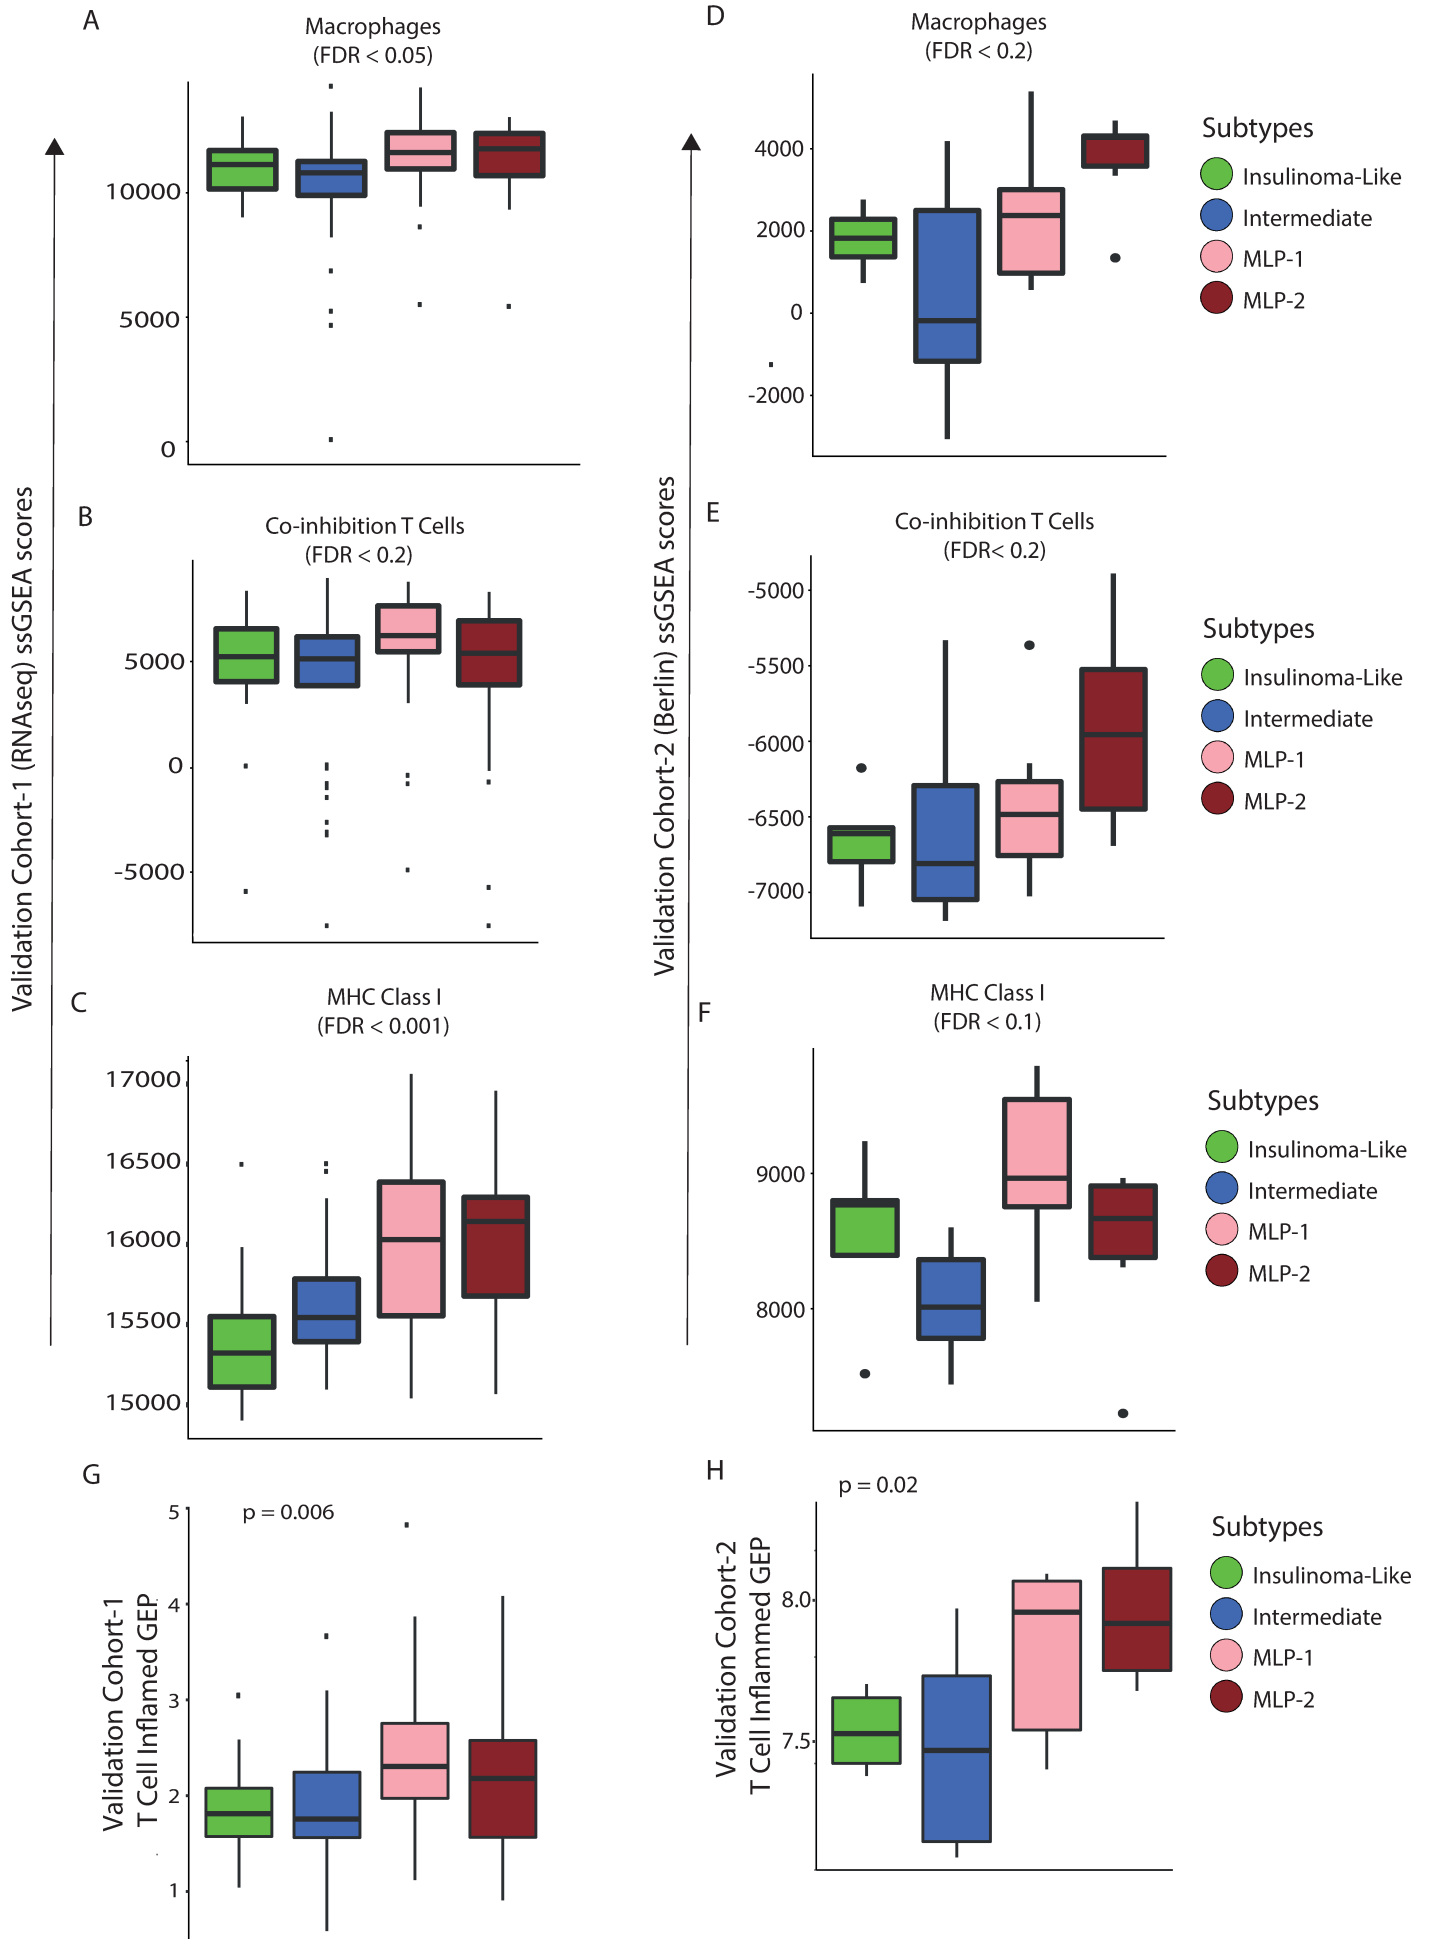 A
Macrophages
(FDR < 0.05)
10000
5000
0
B
Co-inhibition T Cells
(FDR < 0.2)
5000
0
-5000
C
MHC Class I
(FDR < 0.001)
17000
16500
16000
15500
15000
Validation Cohort-1 (RNAseq) ssGSEA scores
D
Macrophages
(FDR < 0.2)
4000
2000
0
-2000
Subtypes
Insulinoma-Like
Intermediate
MLP-1
MLP-2
E
Co-inhibition T Cells
(FDR< 0.2)
-5000
-5500
-6000
-6500
-7000
Subtypes
Insulinoma-Like
Intermediate
MLP-1
MLP-2
F
MHC Class I
(FDR < 0.1)
9000
8000
Subtypes
Insulinoma-Like
Intermediate
MLP-1
MLP-2
Validation Cohort-2 (Berlin) ssGSEA scores
G
p = 0.006
5
4
3
2
1
Validation Cohort-1
T Cell Inflamed GEP
H
p = 0.02
8.0
7.5
Validation Cohort-2
T Cell Inflammed GEP
Subtypes
Insulinoma-Like
Intermediate
MLP-1
MLP-2